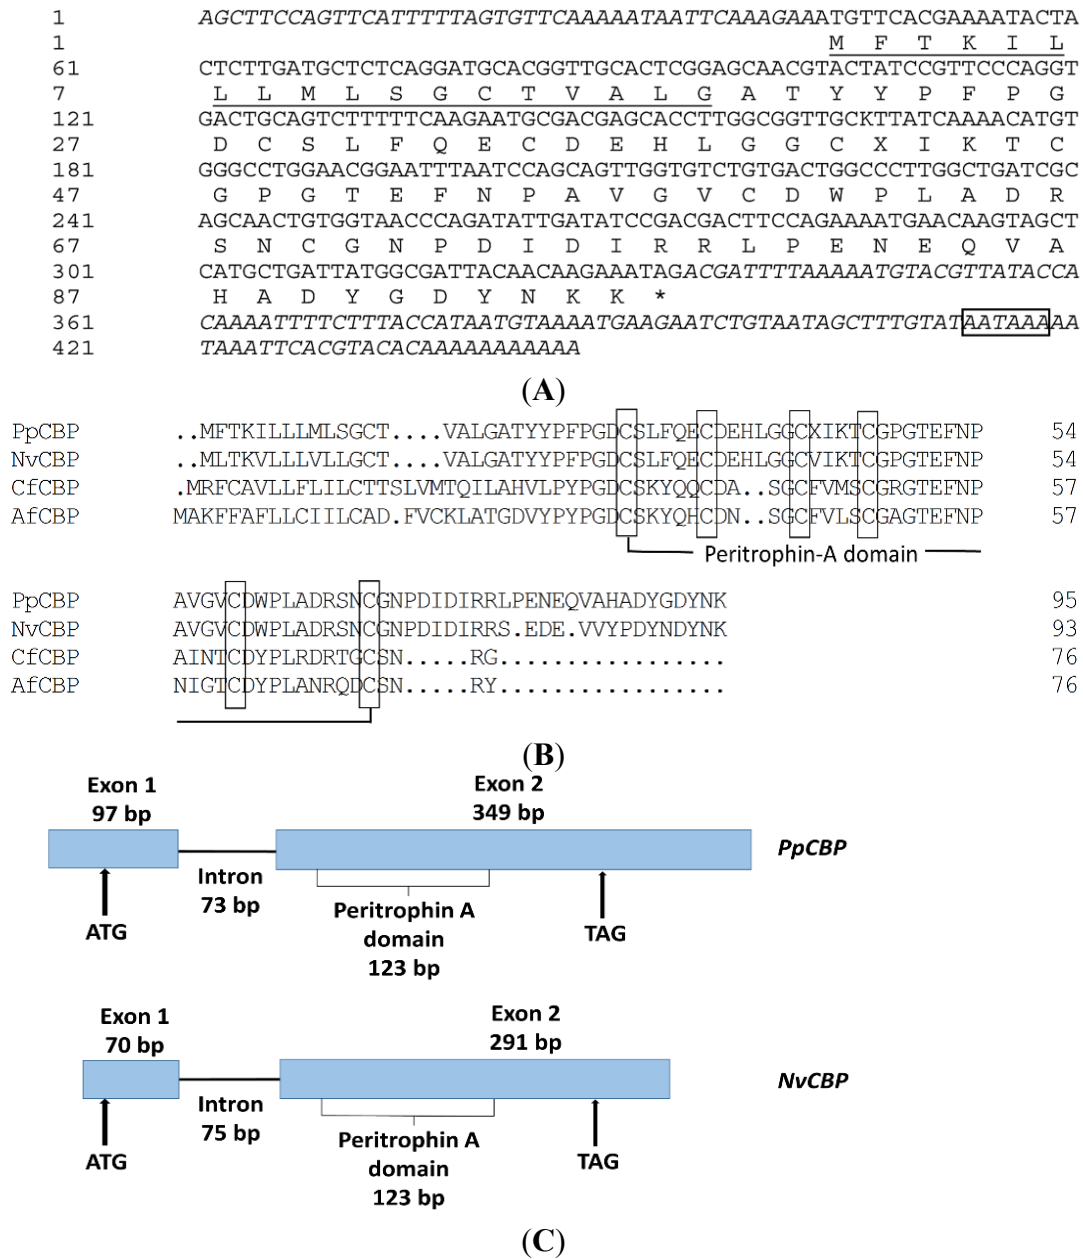 1 AGCTTCCAGTTCATTTTTAGTGTTCAAAAATAATTCAAAGAAATGTTCACGAAAATACTA
1 M F T K I L
61 CTCTTGATGCTCTCAGGATGCACGGTTGCACTCGGAGCAACGTACTATCCGTTCCCAGGT
7 L L M L S G C T V A L G A T Y Y P F P G
121 GACTGCAGTCTTTTTCAAGAATGCGACGAGCACCTTGGCGGTTGCKTTATCAAAACATGT
27 D C S L F Q E C D E H L G G C X I K T C
181 GGGCCTGGAACGGAATTTAATCCAGCAGTTGGTGTCTGTGACTGGCCCTTGGCTGATCGC
47 G P G T E F N P A V G V C D W P L A D R
241 AGCAACTGTGGTAACCCAGATATTGATATCCGACGACTTCCAGAAAATGAACAAGTAGCT
67 S N C G N P D I D I R R L P E N E Q V A
301 CATGCTGATTATGGCGATTACAACAAGAAATAGACGATTTTAAAAATGTACGTTATACCA
87 H A D Y G D Y N K K *
361 CAAAATTTTCTTTACCATAATGTAAAATGAAGAATCTGTAATAGCTTTGTATAATAAAAA
421 TAAATTCACGTACACAAAAAAAAAAA
(A)
PpCBP ..MFTKILLLMLSGCT....VALGATYYPFPGDCSLFQECDEHLGGCXIKTCGPGTEFNP 54
NvCBP ..MLTKVLLLVLLGCT....VALGATYYPFPGDCSLFQECDEHLGGCVIKTCGPGTEFNP 54
CfCBP .MRFCAVLLFLILCTTSLVMTQILAHVLPYPGDCSKYQQCDA..SGCFVMSCGRGTEFNP 57
AfCBP MAKFFAFLLCIILCAD.FVCKLATGDVYPYPGDCSKYQHCDN..SGCFVLSCGAGTEFNP 57
Peritrophin-A domain
PpCBP AVGVCDWPLADRSNCGNPDIDIRRLPENEQVAHADYGDYNK 95
NvCBP AVGVCDWPLADRSNCGNPDIDIRRS.EDE.VVYPDYNDYNK 93
CfCBP AINTCDYPLRDRTGCSN.....RG................. 76
AfCBP NIGTCDYPLANRQDCSN.....RY................. 76
(B)
Exon 1
97 bp
Exon 2
349 bp
PpCBP
Intron
73 bp
ATG
Peritrophin A
domain
123 bp
TAG
Exon 1
70 bp
Exon 2
291 bp
NvCBP
Intron
75 bp
ATG
Peritrophin A
domain
123 bp
TAG
(C)